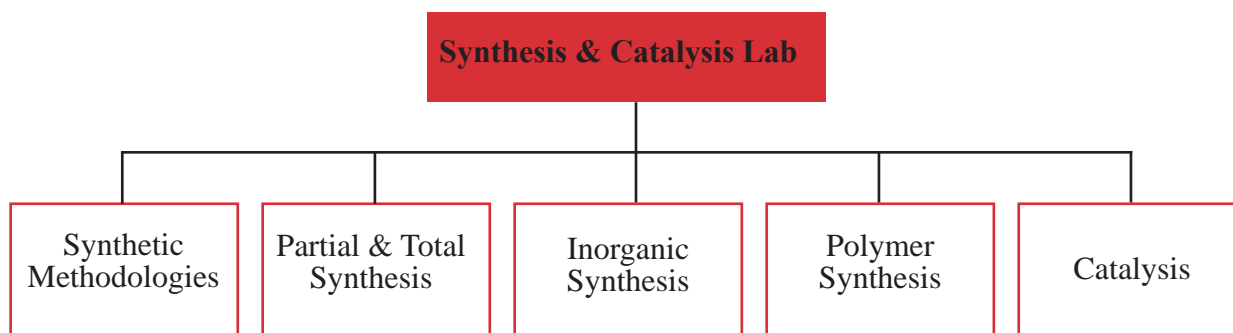 Synthesis & Catalysis Lab
Synthetic
Methodologies
Partial & Total
Synthesis
Inorganic
Synthesis
Polymer
Synthesis
Catalysis